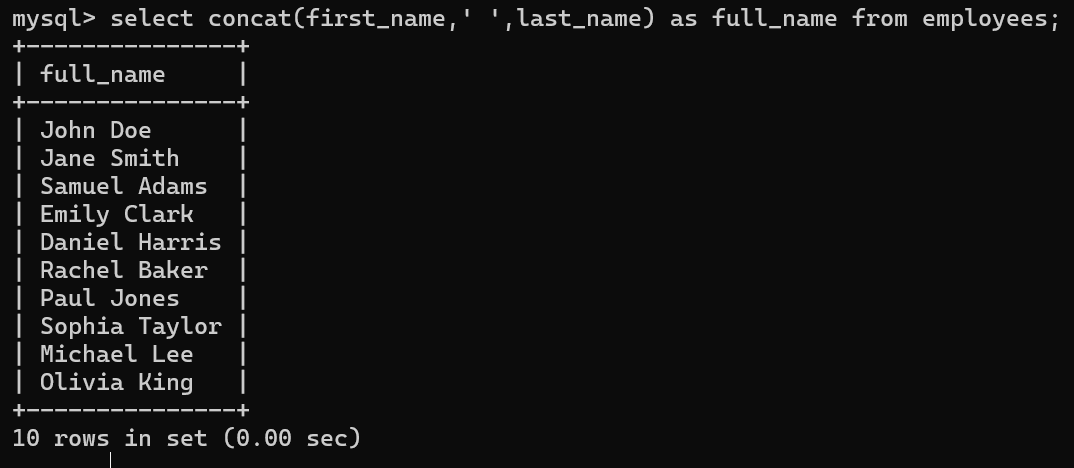 mysql> select concat(first_name,' ',last_name) as full_name from employees;
+---------------+
| full_name     |
+---------------+
| John Doe      |
| Jane Smith    |
| Samuel Adams  |
| Emily Clark   |
| Daniel Harris |
| Rachel Baker  |
| Paul Jones    |
| Sophia Taylor |
| Michael Lee   |
| Olivia King   |
+---------------+
10 rows in set (0.00 sec)